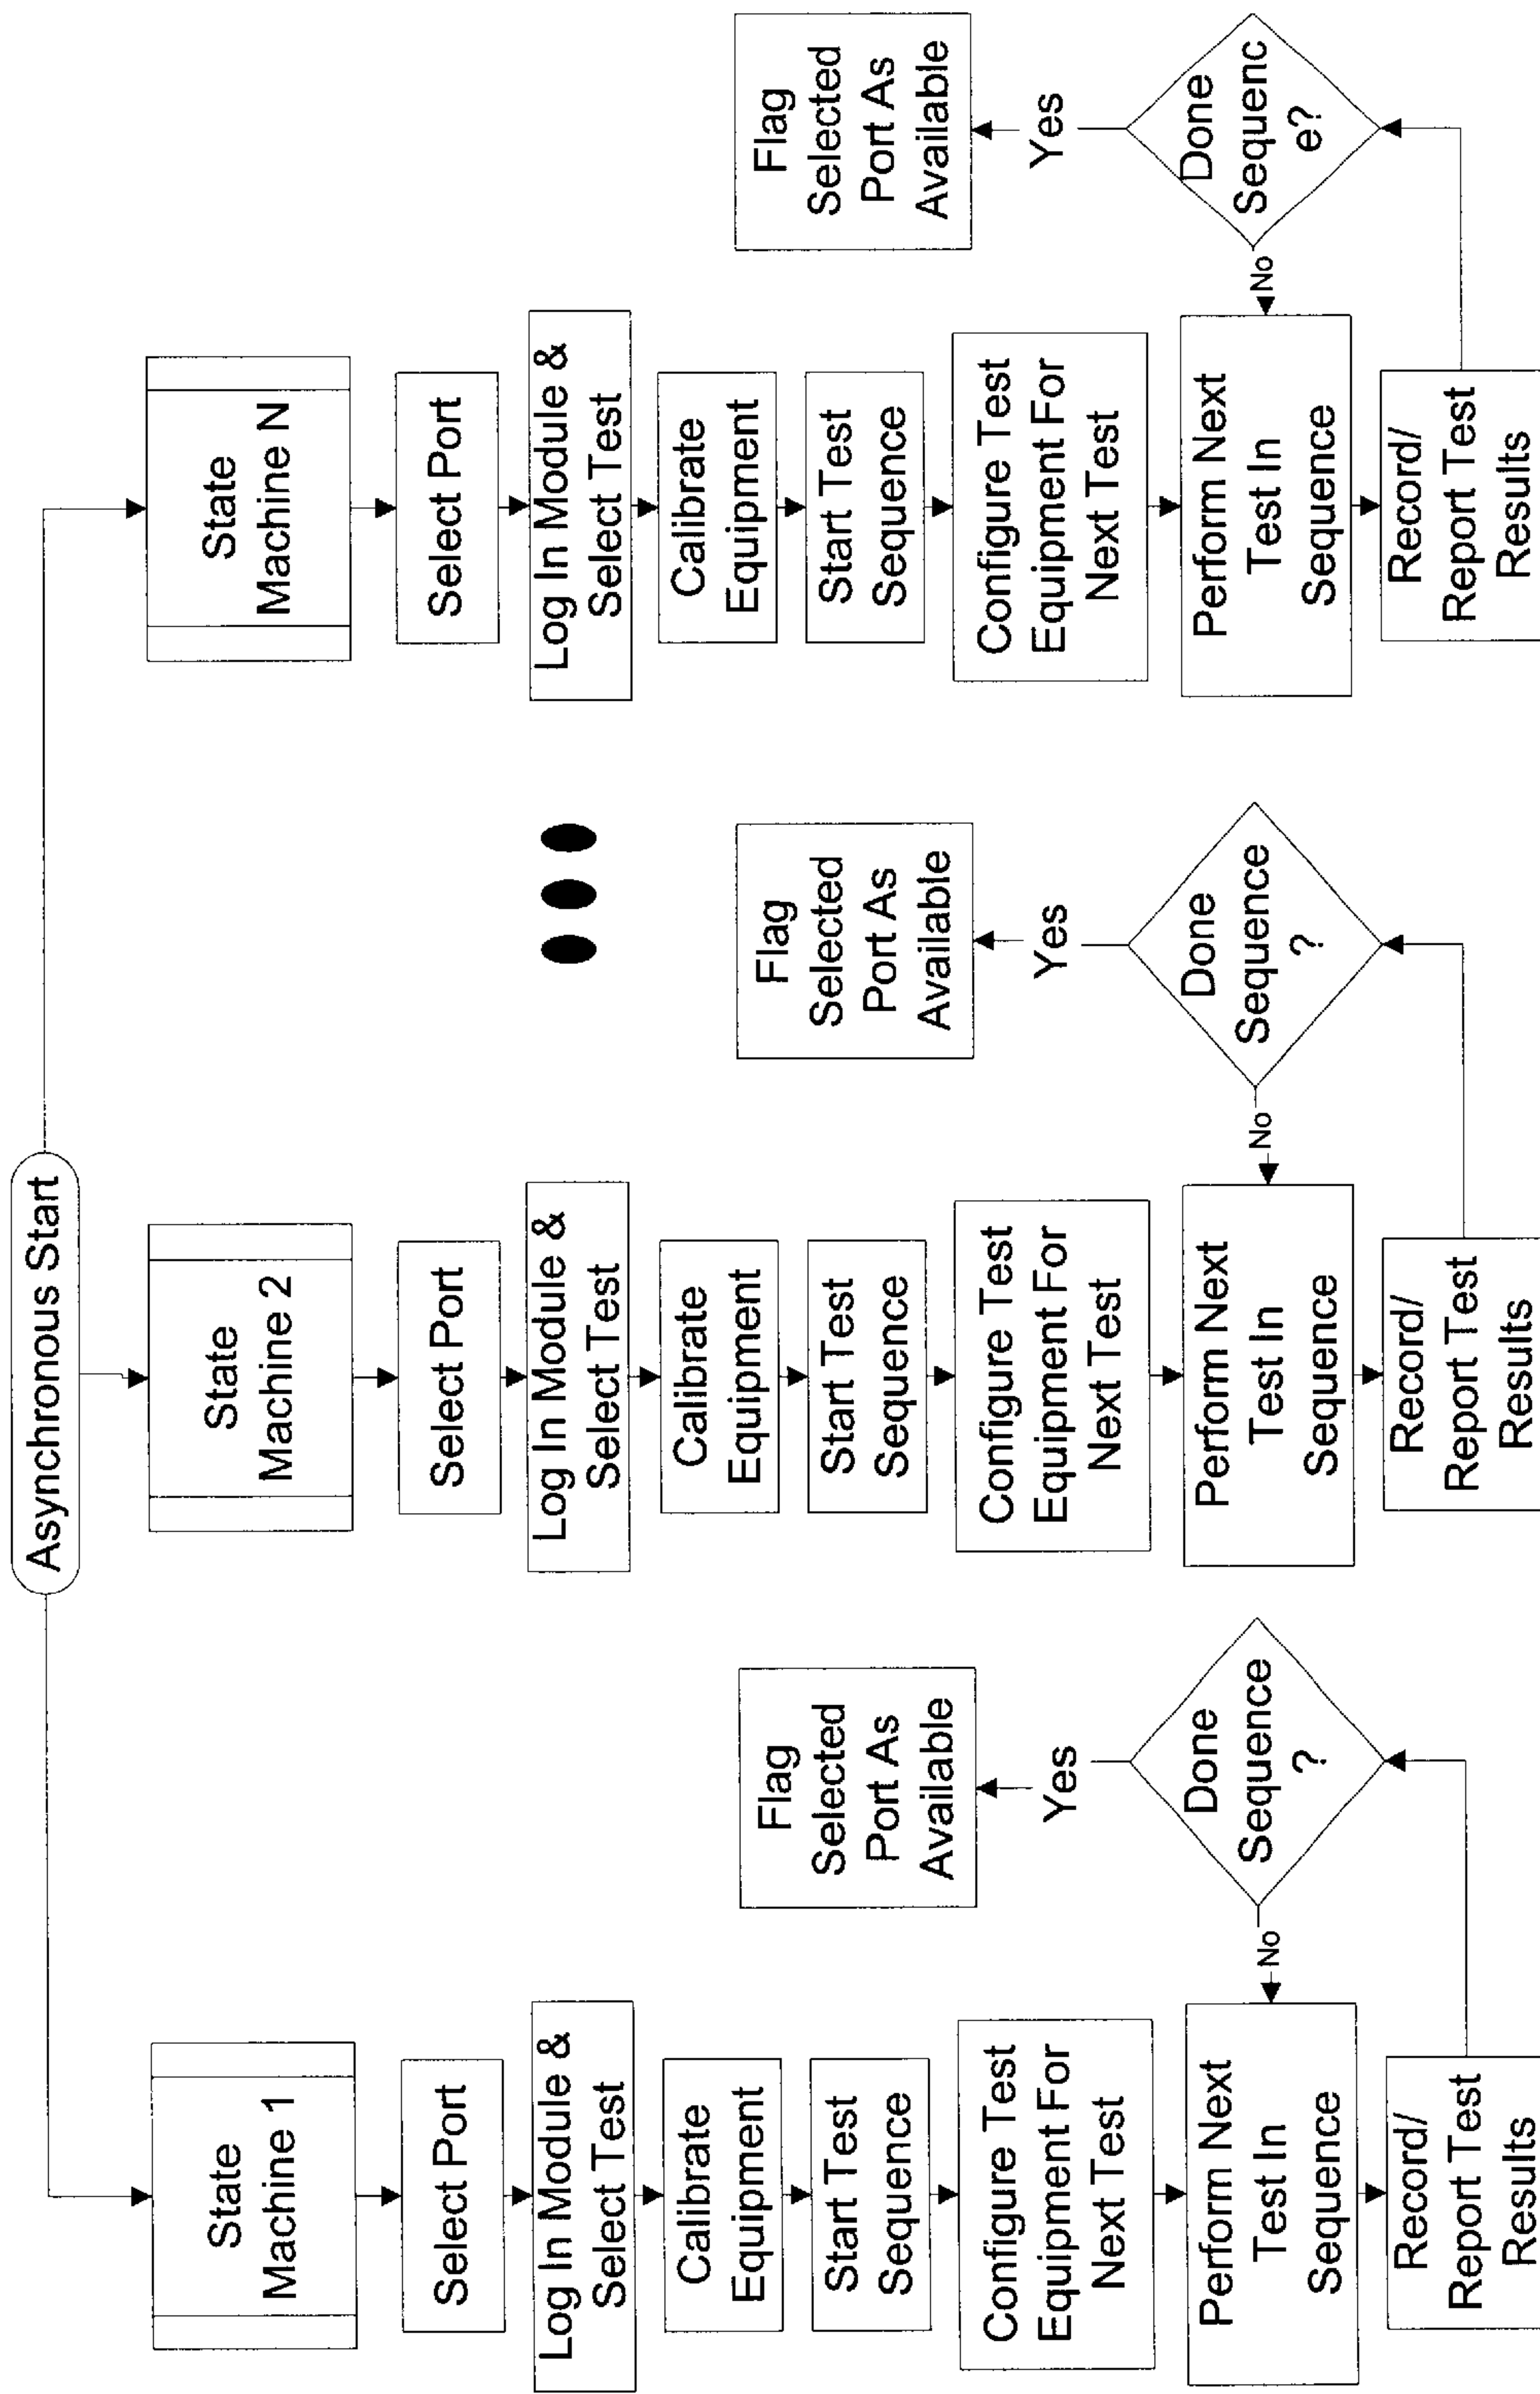 Asynchronous Start
State
Machine 1
Select Port
Log In Module &
Select Test
Calibrate
Equipment
Start Test
Sequence
Configure Test
Equipment For
Next Test
Perform Next
Test In
Sequence
Record/
Report Test
Results
No
Done
Sequence
?
Yes
Flag
Selected
Port As
Available
State
Machine 2
Select Port
Log In Module &
Select Test
Calibrate
Equipment
Start Test
Sequence
Configure Test
Equipment For
Next Test
Perform Next
Test In
Sequence
Record/
Report Test
Results
No
Done
Sequence
?
Yes
Flag
Selected
Port As
Available
State
Machine N
Select Port
Log In Module &
Select Test
Calibrate
Equipment
Start Test
Sequence
Configure Test
Equipment For
Next Test
Perform Next
Test In
Sequence
Record/
Report Test
Results
No
Done
Sequenc
e?
Yes
Flag
Selected
Port As
Available